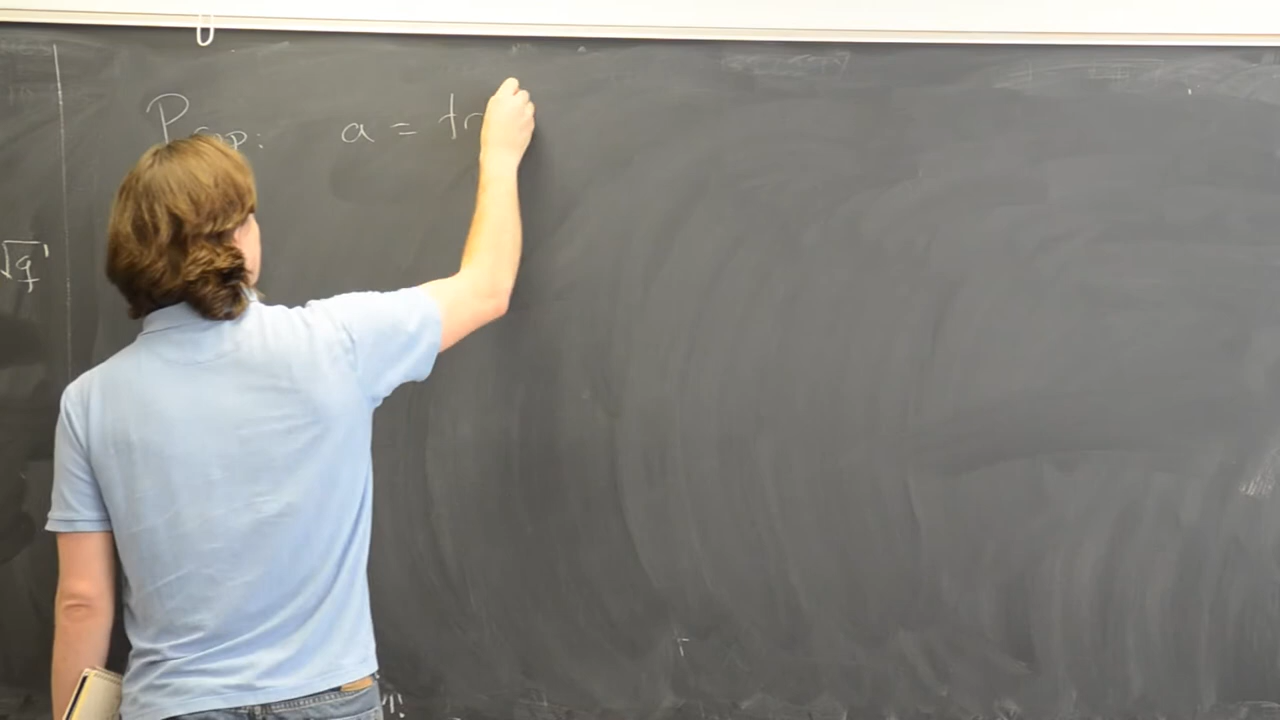 Prop: a = tr
√q